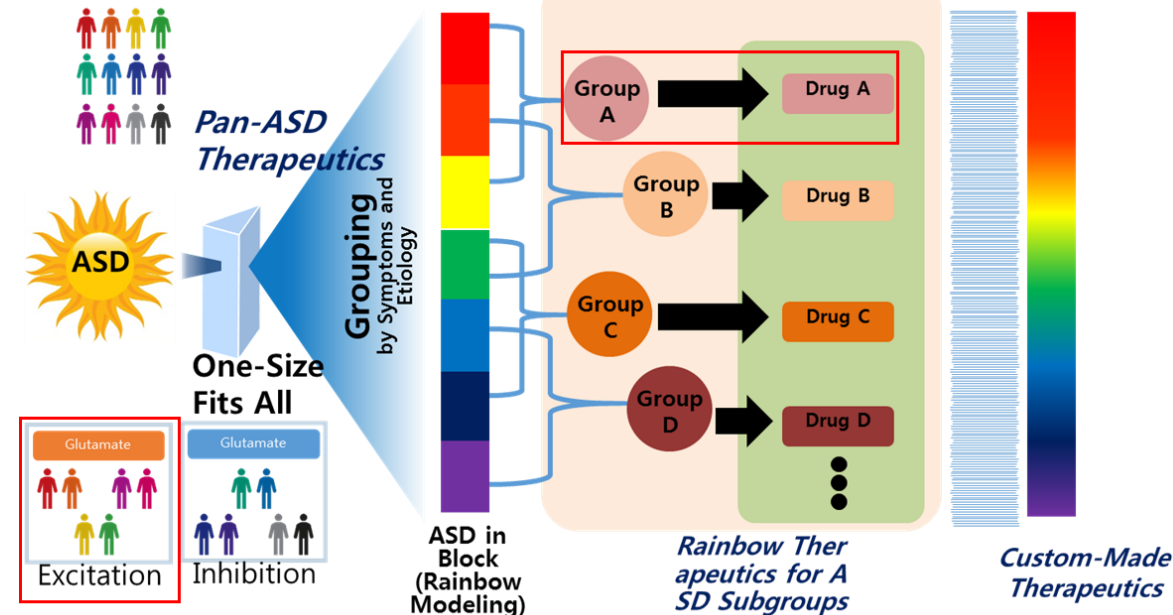 Pan-ASD
Therapeutics
ASD
One-Size
Fits All
Glutamate
Excitation
Glutamate
Inhibition
Grouping
by Symptoms and
Etiology
ASD in
Block
(Rainbow
Modeling)
Group
A
Drug A
Group
B
Drug B
Group
C
Drug C
Group
D
Drug D
Rainbow Ther
apeutics for A
SD Subgroups
Custom-Made
Therapeutics